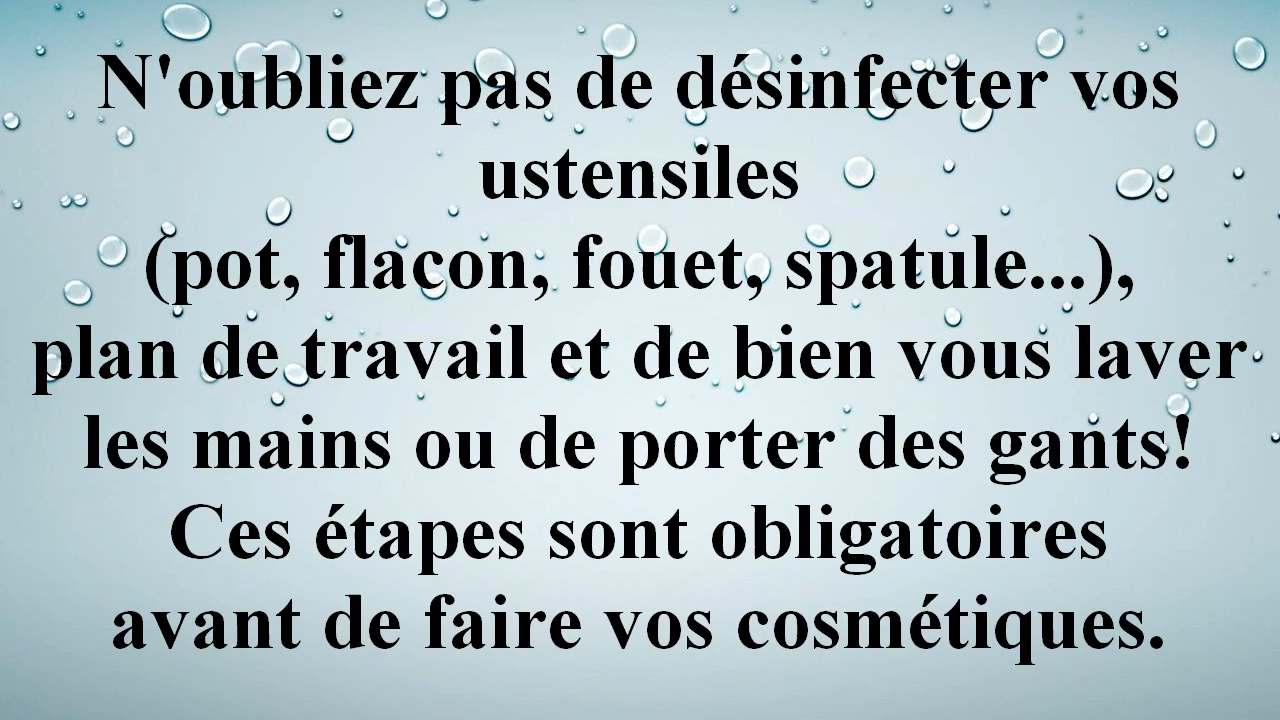 N'oubliez pas de désinfecter vos
ustensiles
(pot, flacon, fouet, spatule...),
plan de travail et de bien vous laver
les mains ou de porter des gants!
Ces étapes sont obligatoires
avant de faire vos cosmétiques.